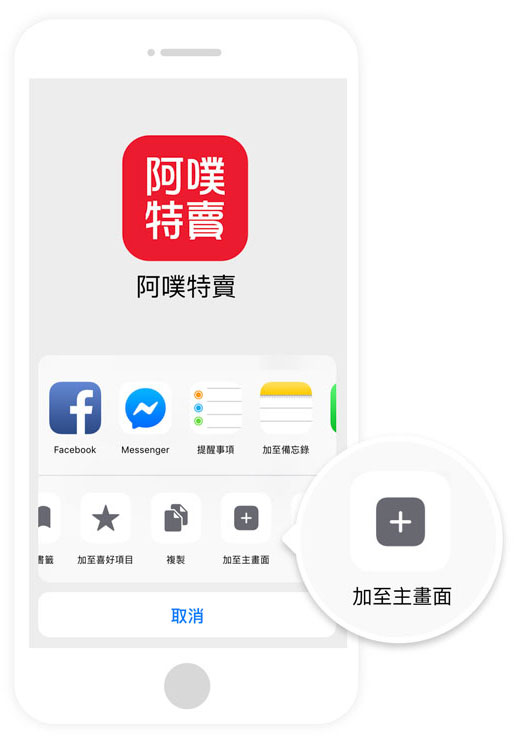 阿噗
特賣
阿噗特賣
Facebook
Messenger
提醒事項
加至備忘錄
書籤
加至喜好項目
複製
加至主畫面
加至主畫面
取消